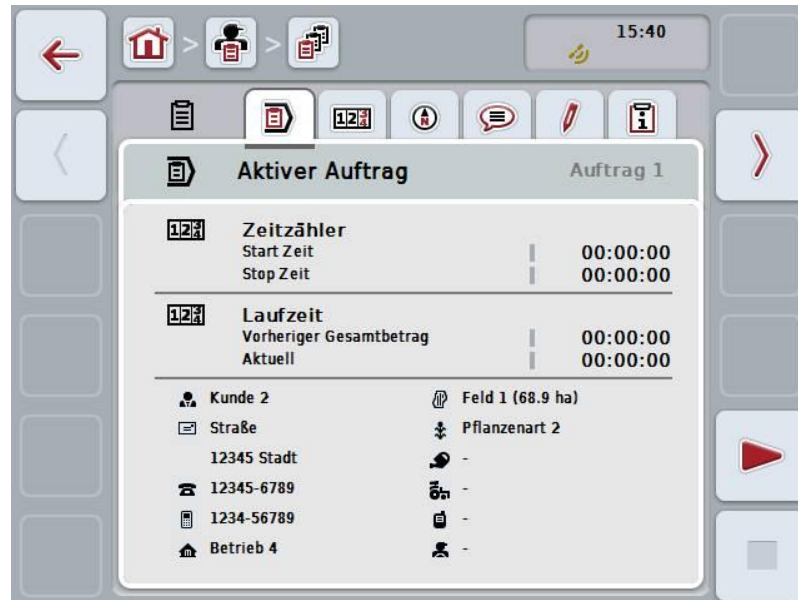 15:40
Aktiver Auftrag Auftrag 1
Zeitzähler
Start Zeit 00:00:00
Stop Zeit 00:00:00
Laufzeit
Vorheriger Gesamtbetrag 00:00:00
Aktuell 00:00:00
Kunde 2 Feld 1 (68.9 ha)
Straße Pflanzenart 2
12345 Stadt -
12345-6789 -
1234-56789 -
Betrieb 4 -